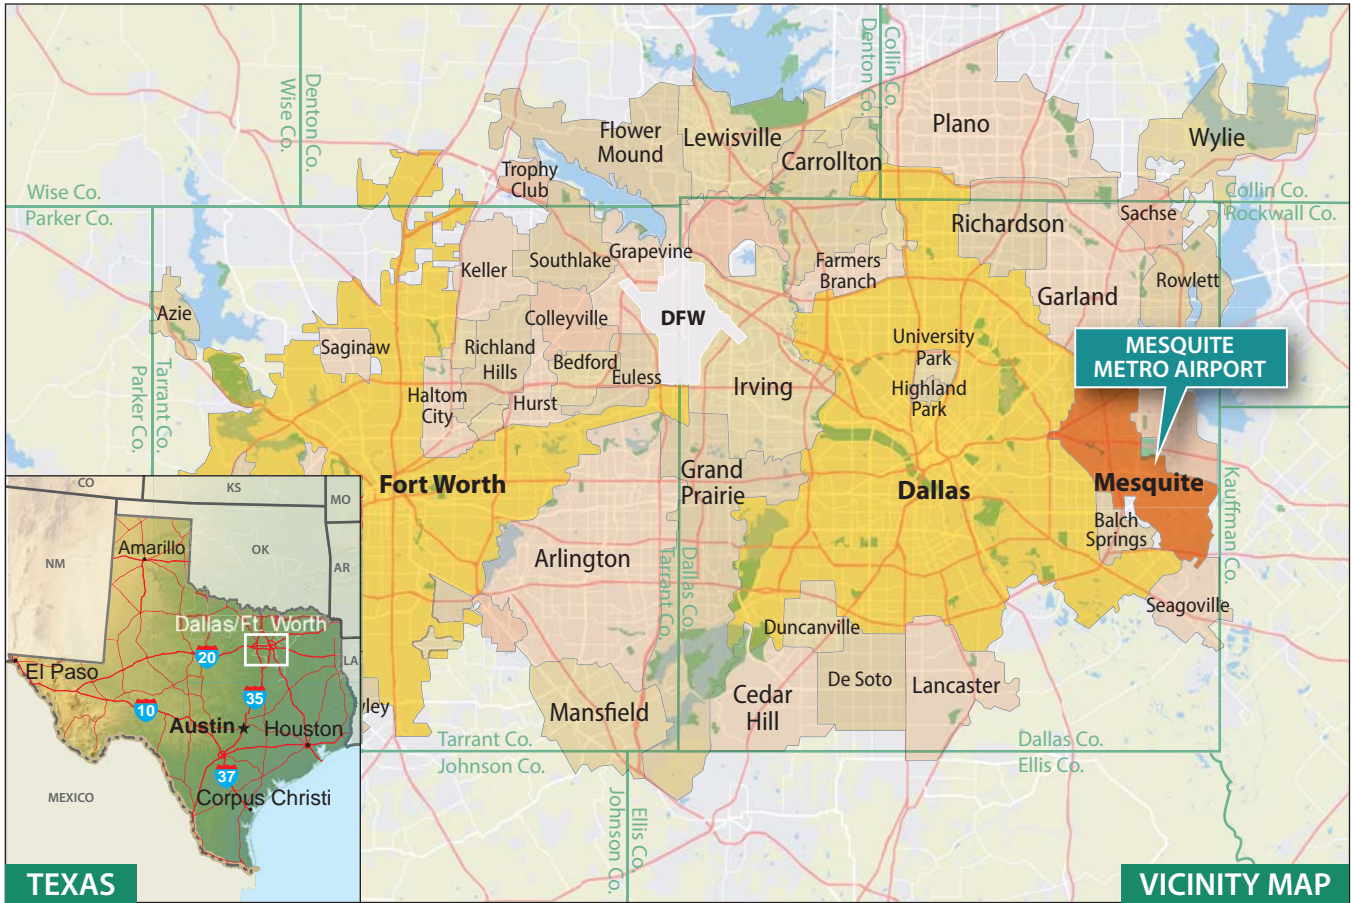 Denton Co.
Wise Co.
Collin Co.
Denton Co.
Wise Co.
Parker Co.
Collin Co.
Rockwall Co.
Flower
Mound
Lewisville
Carrollton
Plano
Wylie
Trophy
Club
Sachse
Richardson
Keller
Southlake
Grapevine
Farmers
Branch
Rowlett
Garland
Azle
Colleyville
DFW
Saginaw
Richland
Hills
Bedford
Euless
University
Park
Highland
Park
MESQUITE
METRO AIRPORT
Tarrant Co.
Parker Co.
Haltom
City
Hurst
Irving
Fort Worth
Grand
Prairie
Dallas
Mesquite
Kauffman Co.
Balch
Springs
Arlington
Dallas Co.
Tarrant Co.
Seagoville
Duncanville
De Soto
Lancaster
Cedar
Hill
Mansfield
ley
Tarrant Co.
Johnson Co.
Dallas Co.
Ellis Co.
Ellis Co.
Johnson Co.
CO
KS
MO
NM
Amarillo
OK
AR
Dallas/Ft. Worth
20
LA
El Paso
35
10
Austin
Houston
37
MEXICO
Corpus Christi
TEXAS
VICINITY MAP